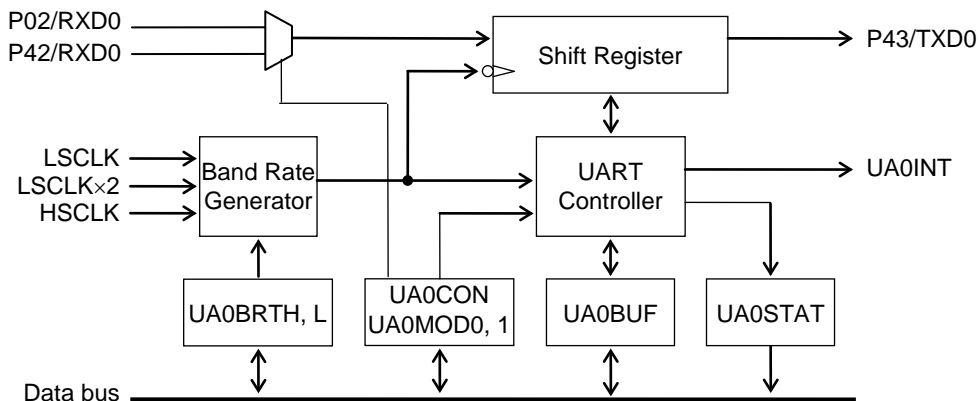 P02/RXD0
P42/RXD0
Shift Register
P43/TXD0
LSCLK
LSCLK×2
HSCLK
Band Rate
Generator
UART
Controller
UA0INT
UA0BRTH, L
UA0CON
UA0MOD0, 1
UA0BUF
UA0STAT
Data bus